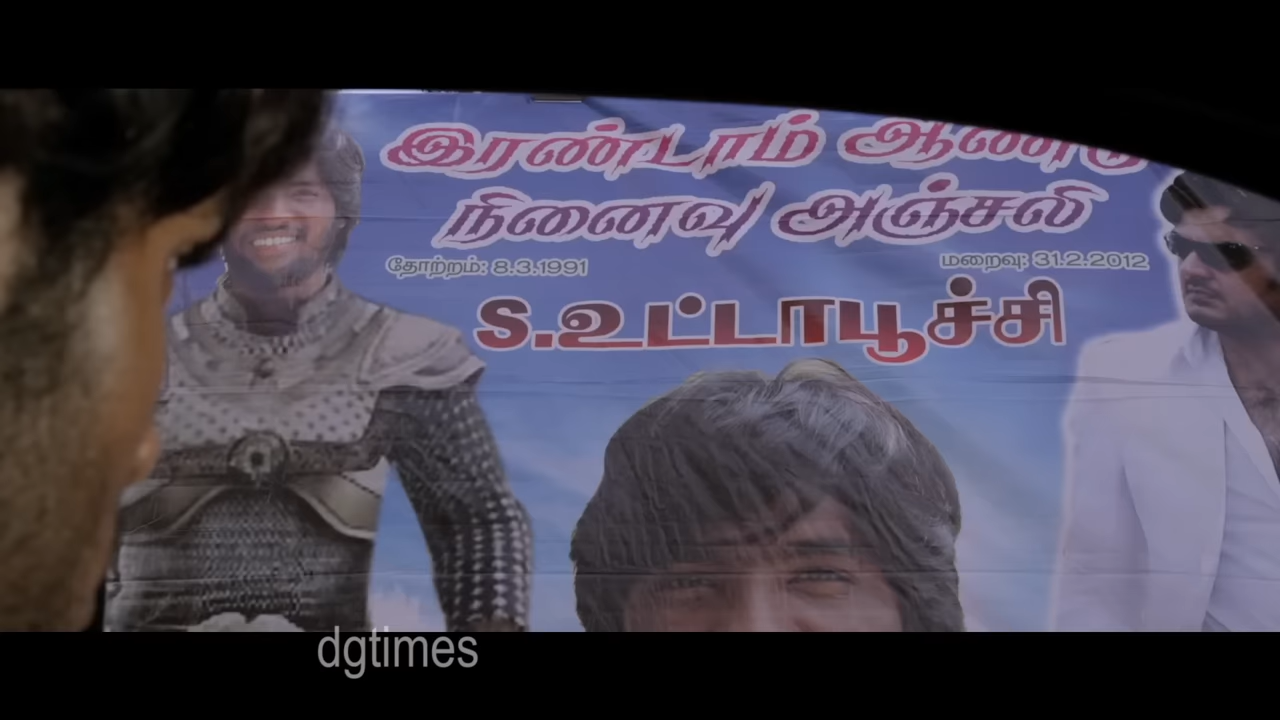 இரண்டாம் ஆண்டு
நினைவு அஞ்சலி
தோற்றம்: 8.3.1991
மறைவு: 31.2.2012
S.உட்டாபூச்சி
dgtimes